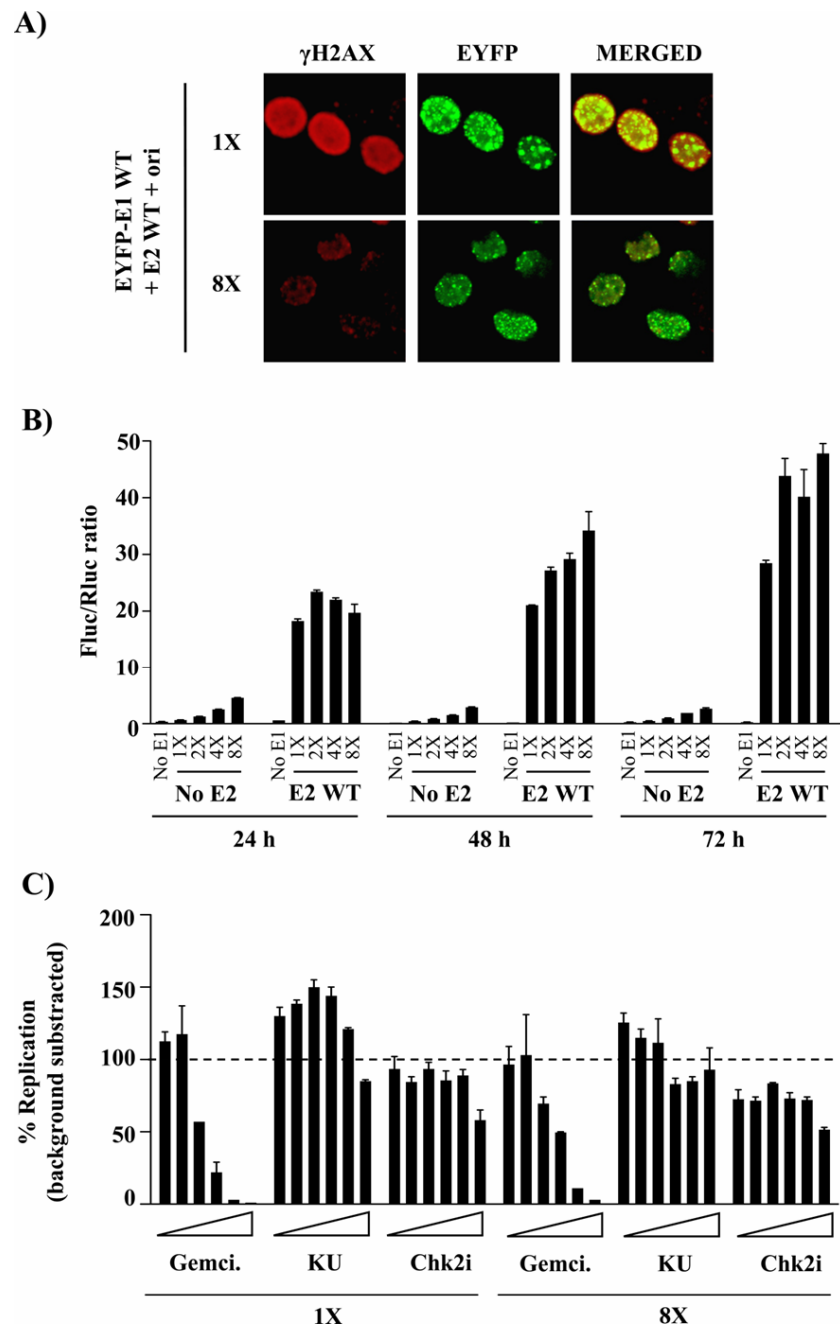 A)
γH2AX EYFP MERGED
EYFP-E1 WT
+ E2 WT + ori
1X
8X
B)
Fluc/Rluc ratio
50
40
30
20
10
0
No E1 1X 2X 4X 8X No E1 1X 2X 4X 8X No E1 1X 2X 4X 8X No E1 1X 2X 4X 8X No E1 1X 2X 4X 8X No E1 1X 2X 4X 8X
No E2 E2 WT No E2 E2 WT No E2 E2 WT
24 h 48 h 72 h
C)
% Replication
(background substracted)
200
150
100
50
0
Gemci. KU Chk2i Gemci. KU Chk2i
1X 8X